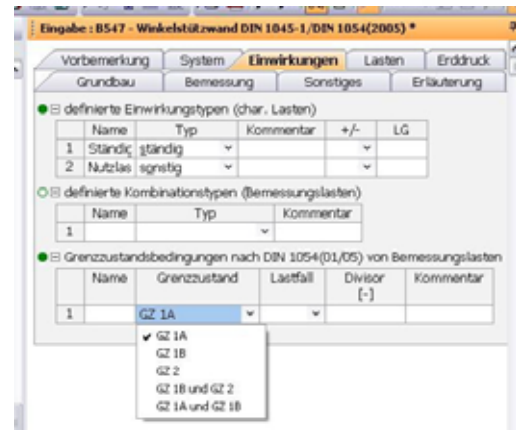 Eingabe : B547 - Winkelstützwand DIN 1045-1/DIN 1054(2005) *
Vorbemerkung System Einwirkungen Lasten Erddruck
Grundbau Bemessung Sonstiges Erläuterung
definierte Einwirkungstypen (char. Lasten)
Name Typ Kommentar +/- LG
1 Ständig ständig
2 Nutzlas sonstig
definierte Kombinationstypen (Bemessungslasten)
Name Typ Kommentar
1
Grenzzustandsbedingungen nach DIN 1054(01/05) von Bemessungslasten
Name Grenzzustand Lastfall Divisor Kommentar
[-]
1 GZ 1A
GZ 1A
GZ 1B
GZ 2
GZ 1B und GZ 2
GZ 1A und GZ 1B